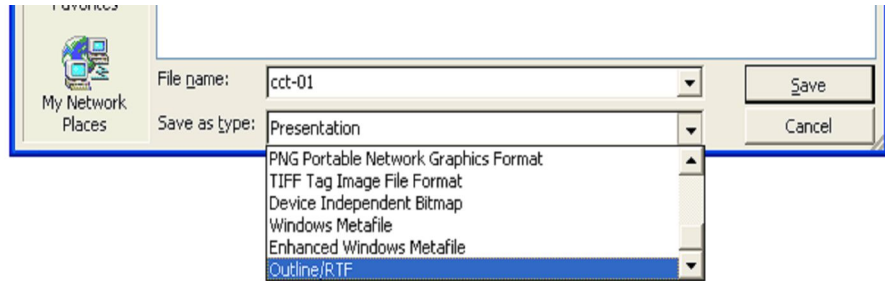 Favorites
My Network
Places
File name:
cct-01
Save
Save as type:
Presentation
Cancel
PNG Portable Network Graphics Format
TIFF Tag Image File Format
Device Independent Bitmap
Windows Metafile
Enhanced Windows Metafile
Outline/RTF